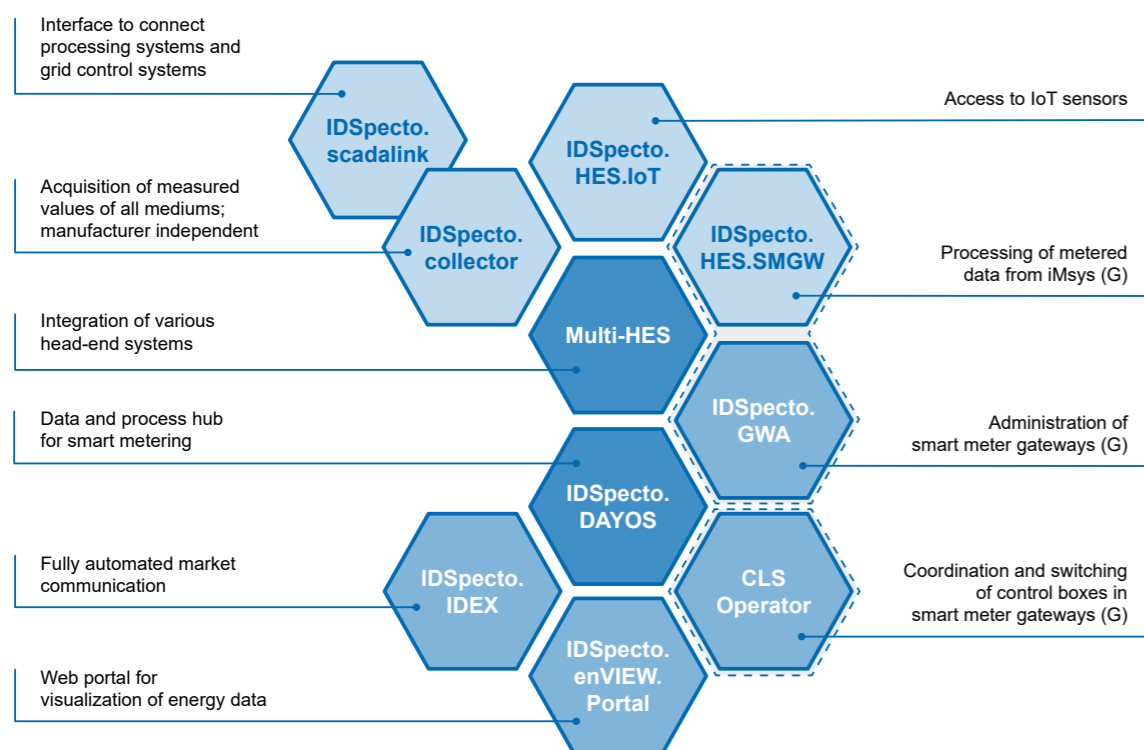 Interface to connect
processing systems and
grid control systems
IDSpecto.
scadalink
IDSpecto.
HES.IoT
Access to IoT sensors
Acquisition of measured
values of all mediums;
manufacturer independent
IDSpecto.
collector
IDSpecto.
HES.SMGW
Processing of metered
data from iMsys (G)
Integration of various
head-end systems
Multi-HES
Data and process hub
for smart metering
IDSpecto.
GWA
Administration of
smart meter gateways (G)
IDSpecto.
DAYOS
Fully automated market
communication
IDSpecto.
IDEX
CLS
Operator
Coordination and switching
of control boxes in
smart meter gateways (G)
Web portal for
visualization of energy data
IDSpecto.
enVIEW.
Portal